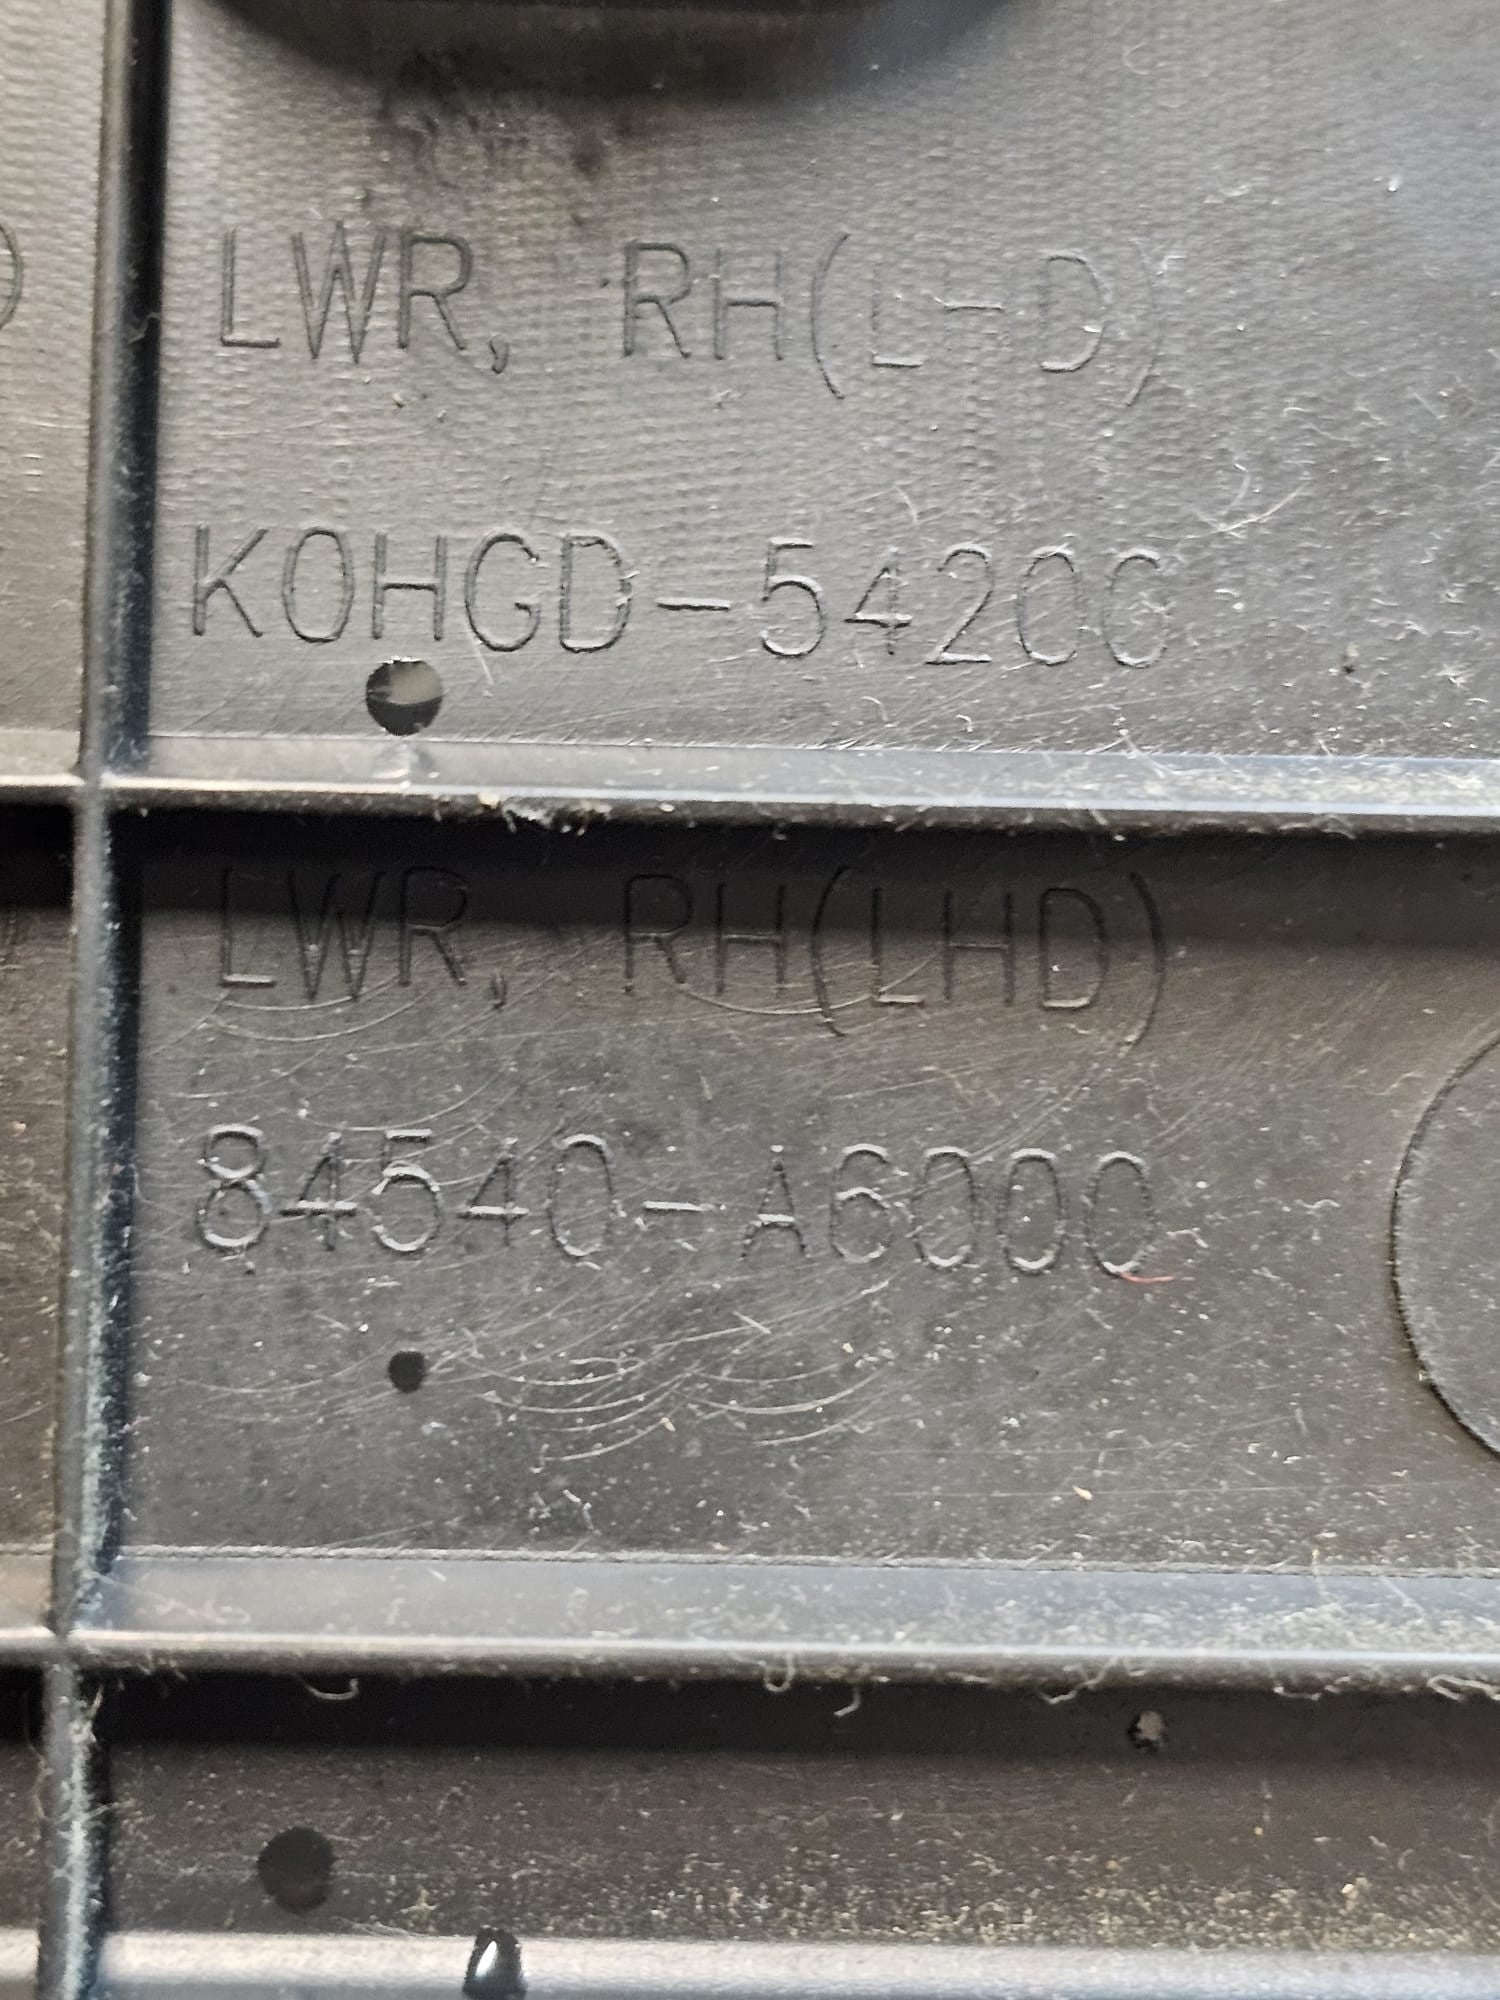 LWR, RH(LHD)
K0HGD-54200
LWR, RH(LHD)
84540-A6000